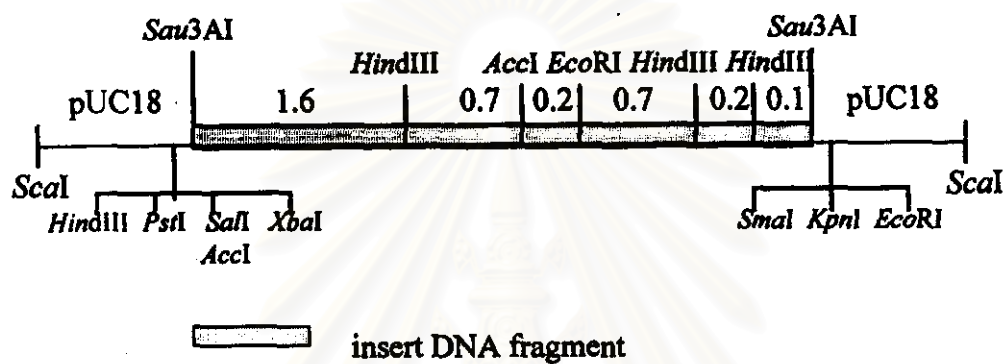 Sau3AI Sau3AI
HindIII AccI EcoRI HindIII HindIII
pUC18 1.6 0.7 0.2 0.7 0.2 0.1 pUC18
ScaI ScaI
HindIII PstI SalI XbaI SmaI KpnI EcoRI
AccI
insert DNA fragment